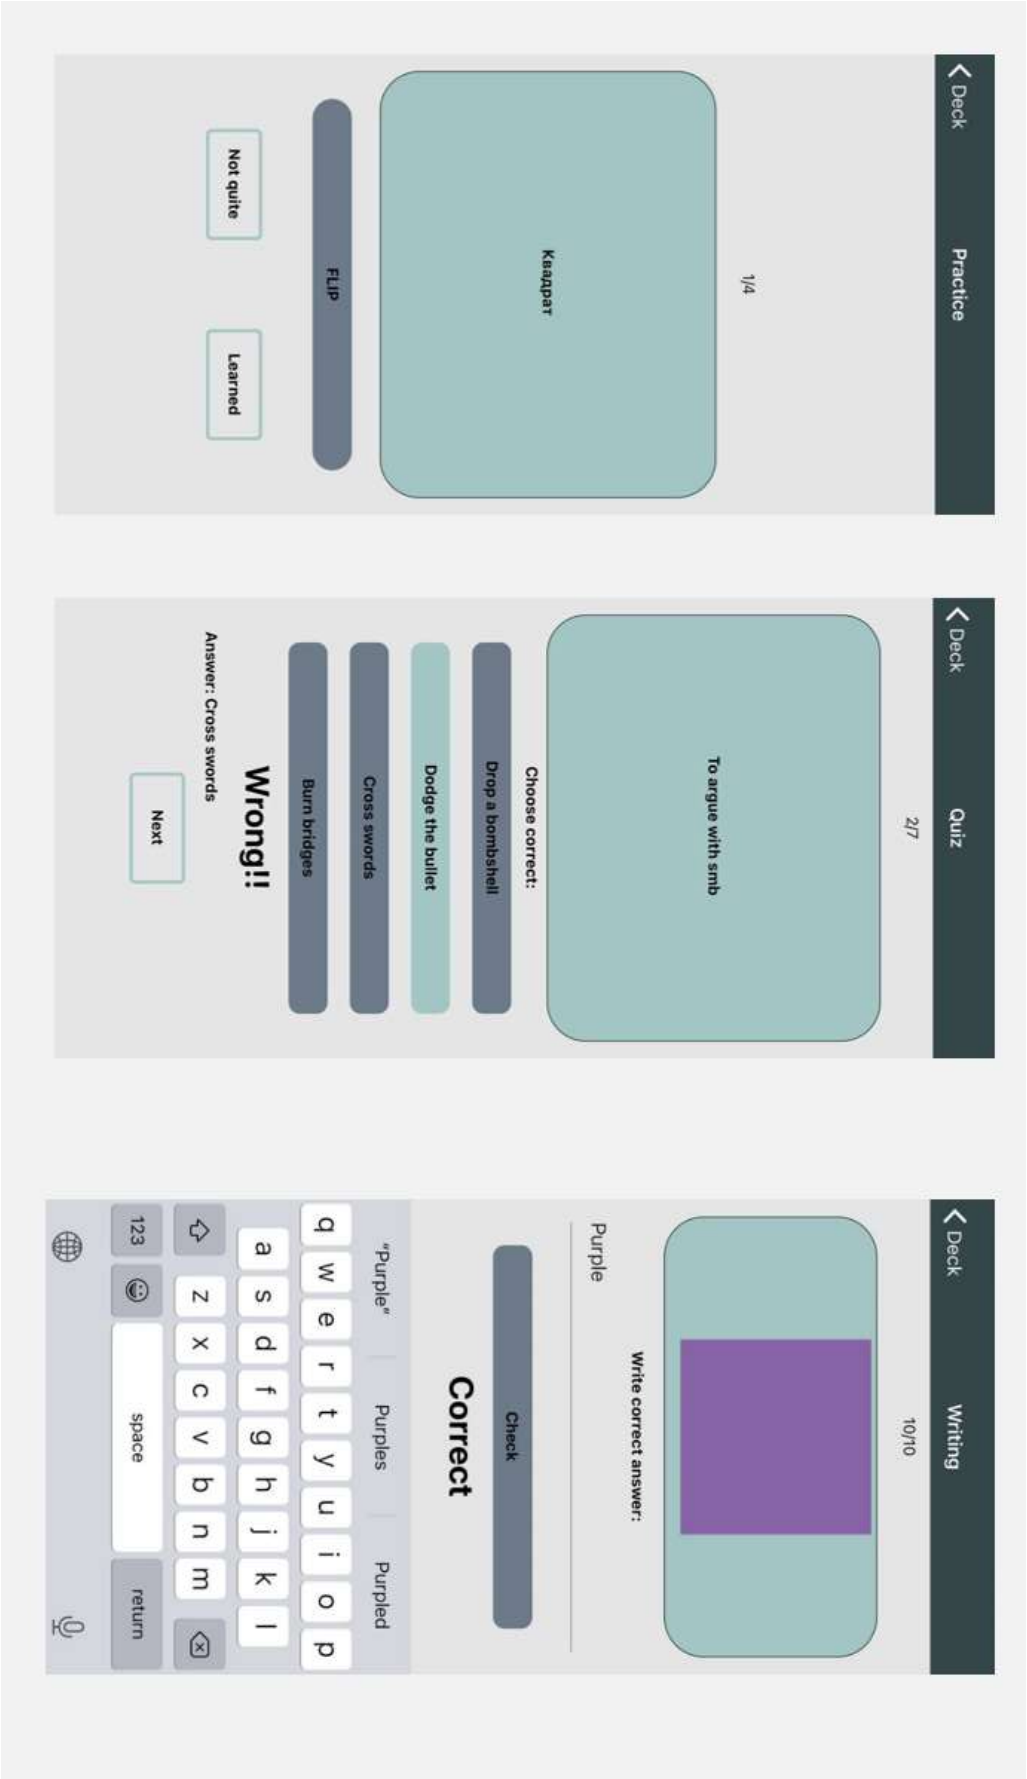 Deck
Practice
1/4
Квадрат
FLIP
Not quite
Learned
Deck
Quiz
2/7
To argue with smb
Choose correct:
Drop a bombshell
Dodge the bullet
Cross swords
Burn bridges
Wrong!!
Answer: Cross swords
Next
Deck
Writing
10/10
Write correct answer:
Purple
Check
Correct
"Purple" Purples Purpled
q w e r t y u i o p
a s d f g h j k l
z x c v b n m
123 space return